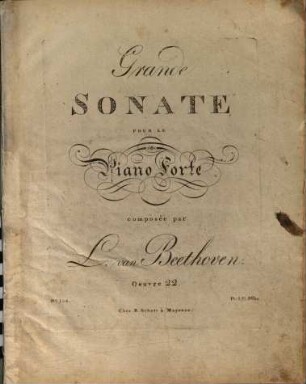 Grande
SONATE
POUR LE
Piano Forte
composée par
L. van Beethoven.
Oeuvre 22
Chez B. Schott à Mayence.